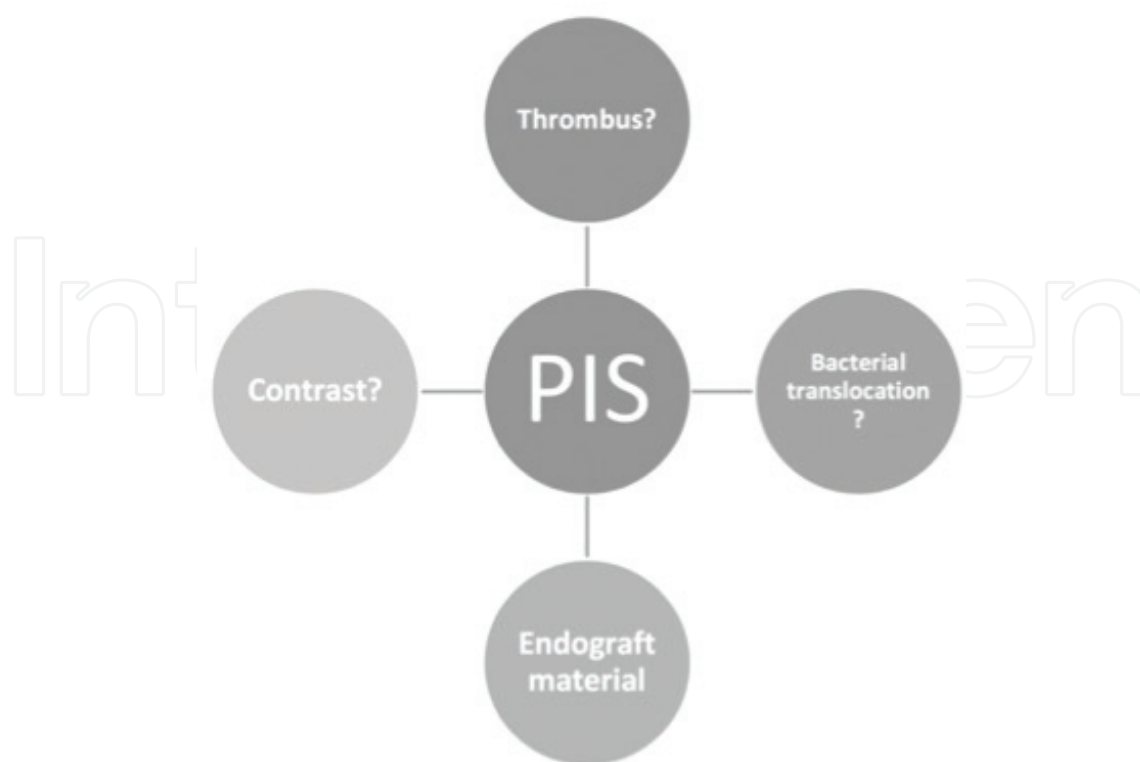 Thrombus?
Contrast?
PIS
Bacterial
translocation
?
Endograft
material